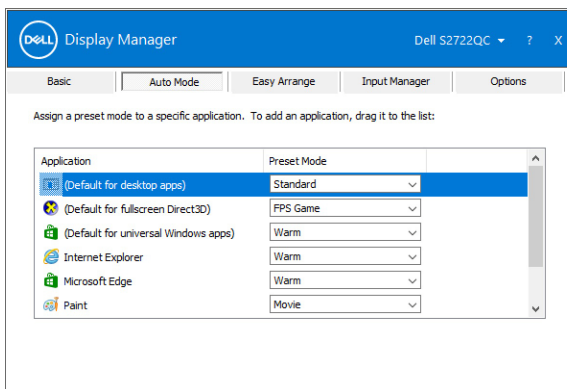 DELL Display Manager Dell S2722QC ? X
Basic Auto Mode Easy Arrange Input Manager Options
Assign a preset mode to a specific application. To add an application, drag it to the list:
Application Preset Mode
(Default for desktop apps) Standard
(Default for fullscreen Direct3D) FPS Game
(Default for universal Windows apps) Warm
Internet Explorer Warm
Microsoft Edge Warm
Paint Movie